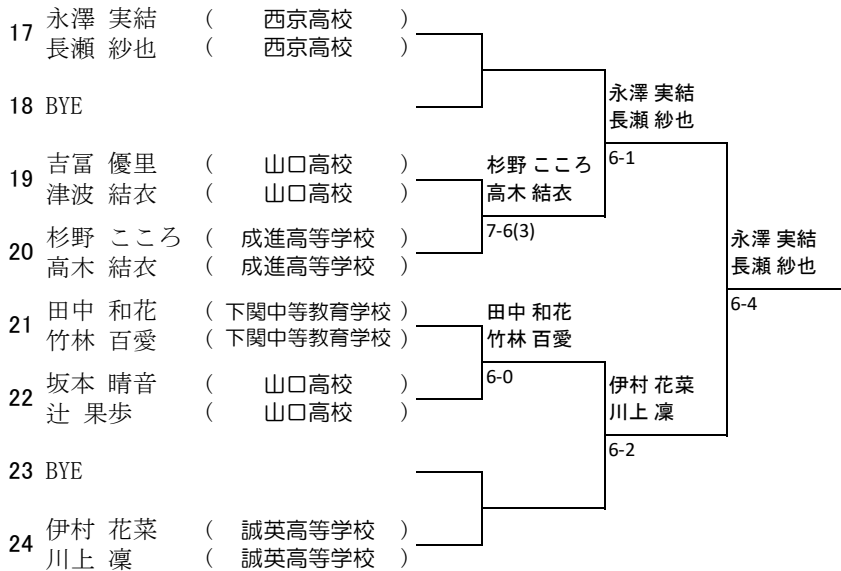 17 永澤 実結 ( 西京高校 )
長瀬 紗也 ( 西京高校 )
18 BYE
永澤 実結
長瀬 紗也
6-1
19 吉冨 優里 ( 山口高校 )
津波 結衣 ( 山口高校 )
杉野 こころ
高木 結衣
7-6(3)
20 杉野 こころ ( 成進高等学校 )
高木 結衣 ( 成進高等学校 )
永澤 実結
長瀬 紗也
6-4
21 田中 和花 ( 下関中等教育学校 )
竹林 百愛 ( 下関中等教育学校 )
田中 和花
竹林 百愛
6-0
22 坂本 晴音 ( 山口高校 )
辻 果歩 ( 山口高校 )
伊村 花菜
川上 凜
6-2
23 BYE
24 伊村 花菜 ( 誠英高等学校 )
川上 凜 ( 誠英高等学校 )